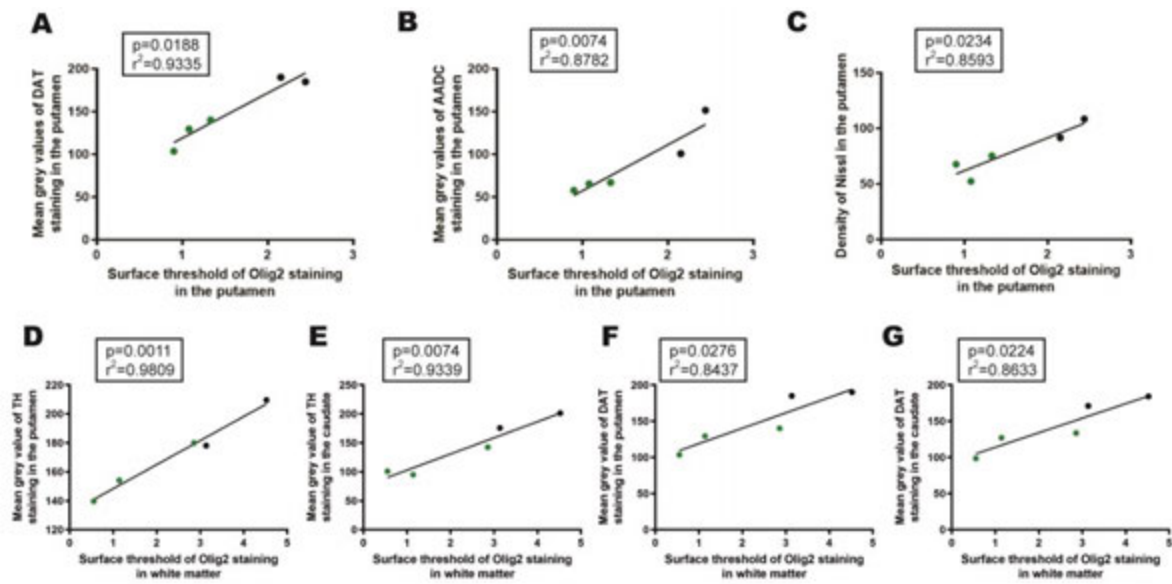 A
p=0.0188
r²=0.9335
Mean grey values of DAT
staining in the putamen
200
150
100
50
0
0 1 2 3
Surface threshold of Olig2 staining
in the putamen
B
p=0.0074
r²=0.8782
Mean grey values of AADC
staining in the putamen
200
150
100
50
0
0 1 2 3
Surface threshold of Olig2 staining
in the putamen
C
p=0.0234
r²=0.8593
Density of Nissl in the putamen
150
100
50
0
0 1 2 3
Surface threshold of Olig2 staining
in the putamen
D
p=0.0011
r²=0.9809
Mean grey value of TH
staining in the putamen
220
200
180
160
140
120
0 1 2 3 4 5
Surface threshold of Olig2 staining
in white matter
E
p=0.0074
r²=0.9339
Mean grey value of TH
staining in the caudate
250
200
150
100
50
0
0 1 2 3 4 5
Surface threshold of Olig2 staining
in white matter
F
p=0.0276
r²=0.8437
Mean grey value of DAT
staining in the putamen
200
150
100
50
0
0 1 2 3 4 5
Surface threshold of Olig2 staining
in white matter
G
p=0.0224
r²=0.8633
Mean grey value of DAT
staining in the caudate
200
150
100
50
0
0 1 2 3 4 5
Surface threshold of Olig2 staining
in white matter